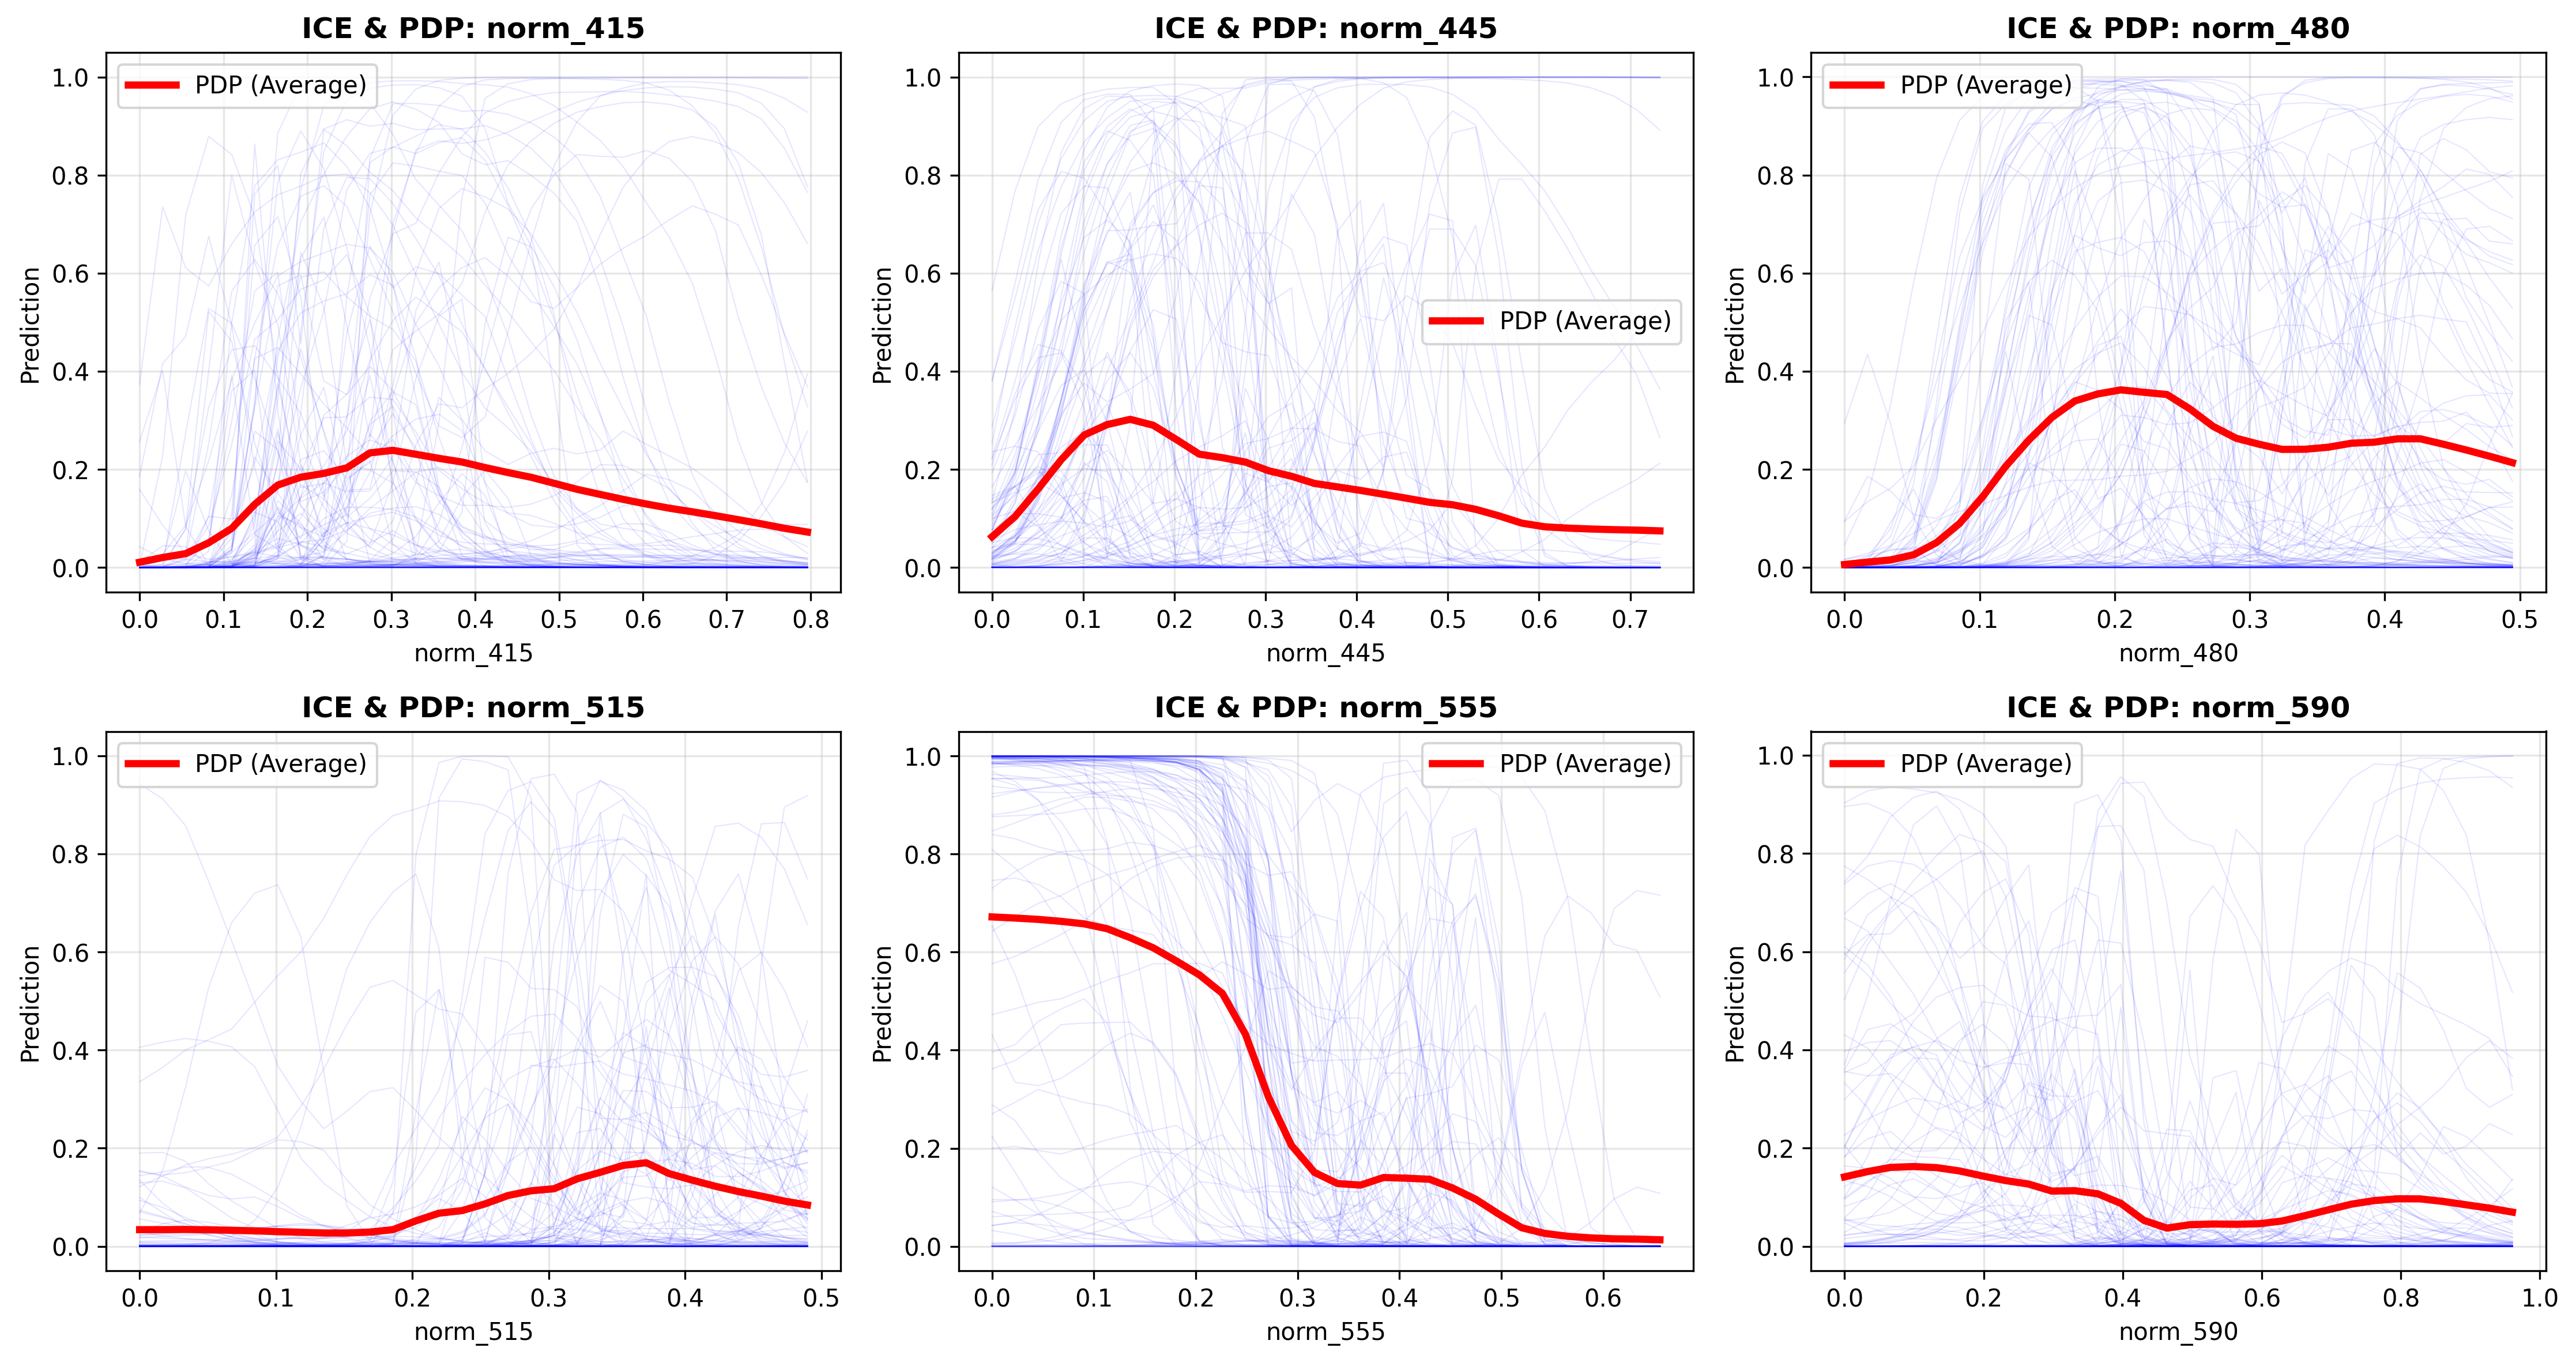 ICE & PDP: norm_415
PDP (Average)
Prediction
1.0
0.8
0.6
0.4
0.2
0.0
0.0 0.1 0.2 0.3 0.4 0.5 0.6 0.7 0.8
norm_415
ICE & PDP: norm_445
PDP (Average)
Prediction
1.0
0.8
0.6
0.4
0.2
0.0
0.0 0.1 0.2 0.3 0.4 0.5 0.6 0.7
norm_445
ICE & PDP: norm_480
PDP (Average)
Prediction
1.0
0.8
0.6
0.4
0.2
0.0
0.0 0.1 0.2 0.3 0.4 0.5
norm_480
ICE & PDP: norm_515
PDP (Average)
Prediction
1.0
0.8
0.6
0.4
0.2
0.0
0.0 0.1 0.2 0.3 0.4 0.5
norm_515
ICE & PDP: norm_555
PDP (Average)
Prediction
1.0
0.8
0.6
0.4
0.2
0.0
0.0 0.1 0.2 0.3 0.4 0.5 0.6
norm_555
ICE & PDP: norm_590
PDP (Average)
Prediction
1.0
0.8
0.6
0.4
0.2
0.0
0.0 0.2 0.4 0.6 0.8 1.0
norm_590